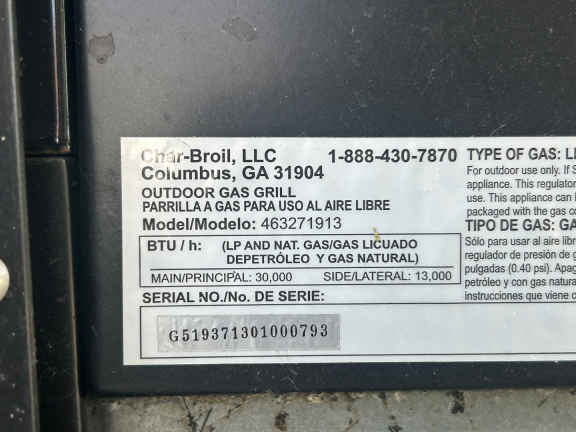 Char-Broil, LLC 1-888-430-7870
Columbus, GA 31904
OUTDOOR GAS GRILL
PARRILLA A GAS PARA USO AL AIRE LIBRE
Model/Modelo: 463271913
BTU / h: (LP AND NAT. GAS/GAS LICUADO
DEPETRÓLEO Y GAS NATURAL)
MAIN/PRINCIPAL: 30,000 SIDE/LATERAL: 13,000
SERIAL NO./No. DE SERIE:
G519371301000793
TYPE OF GAS:
For outdoor use only. If
appliance. This regulator
use. This appliance can
packaged with the gas
TIPO DE GAS:
Sólo para usar al aire
regulador de presión de
pulgadas (0.40 psi).
petróleo y con gas
instrucciones que viene